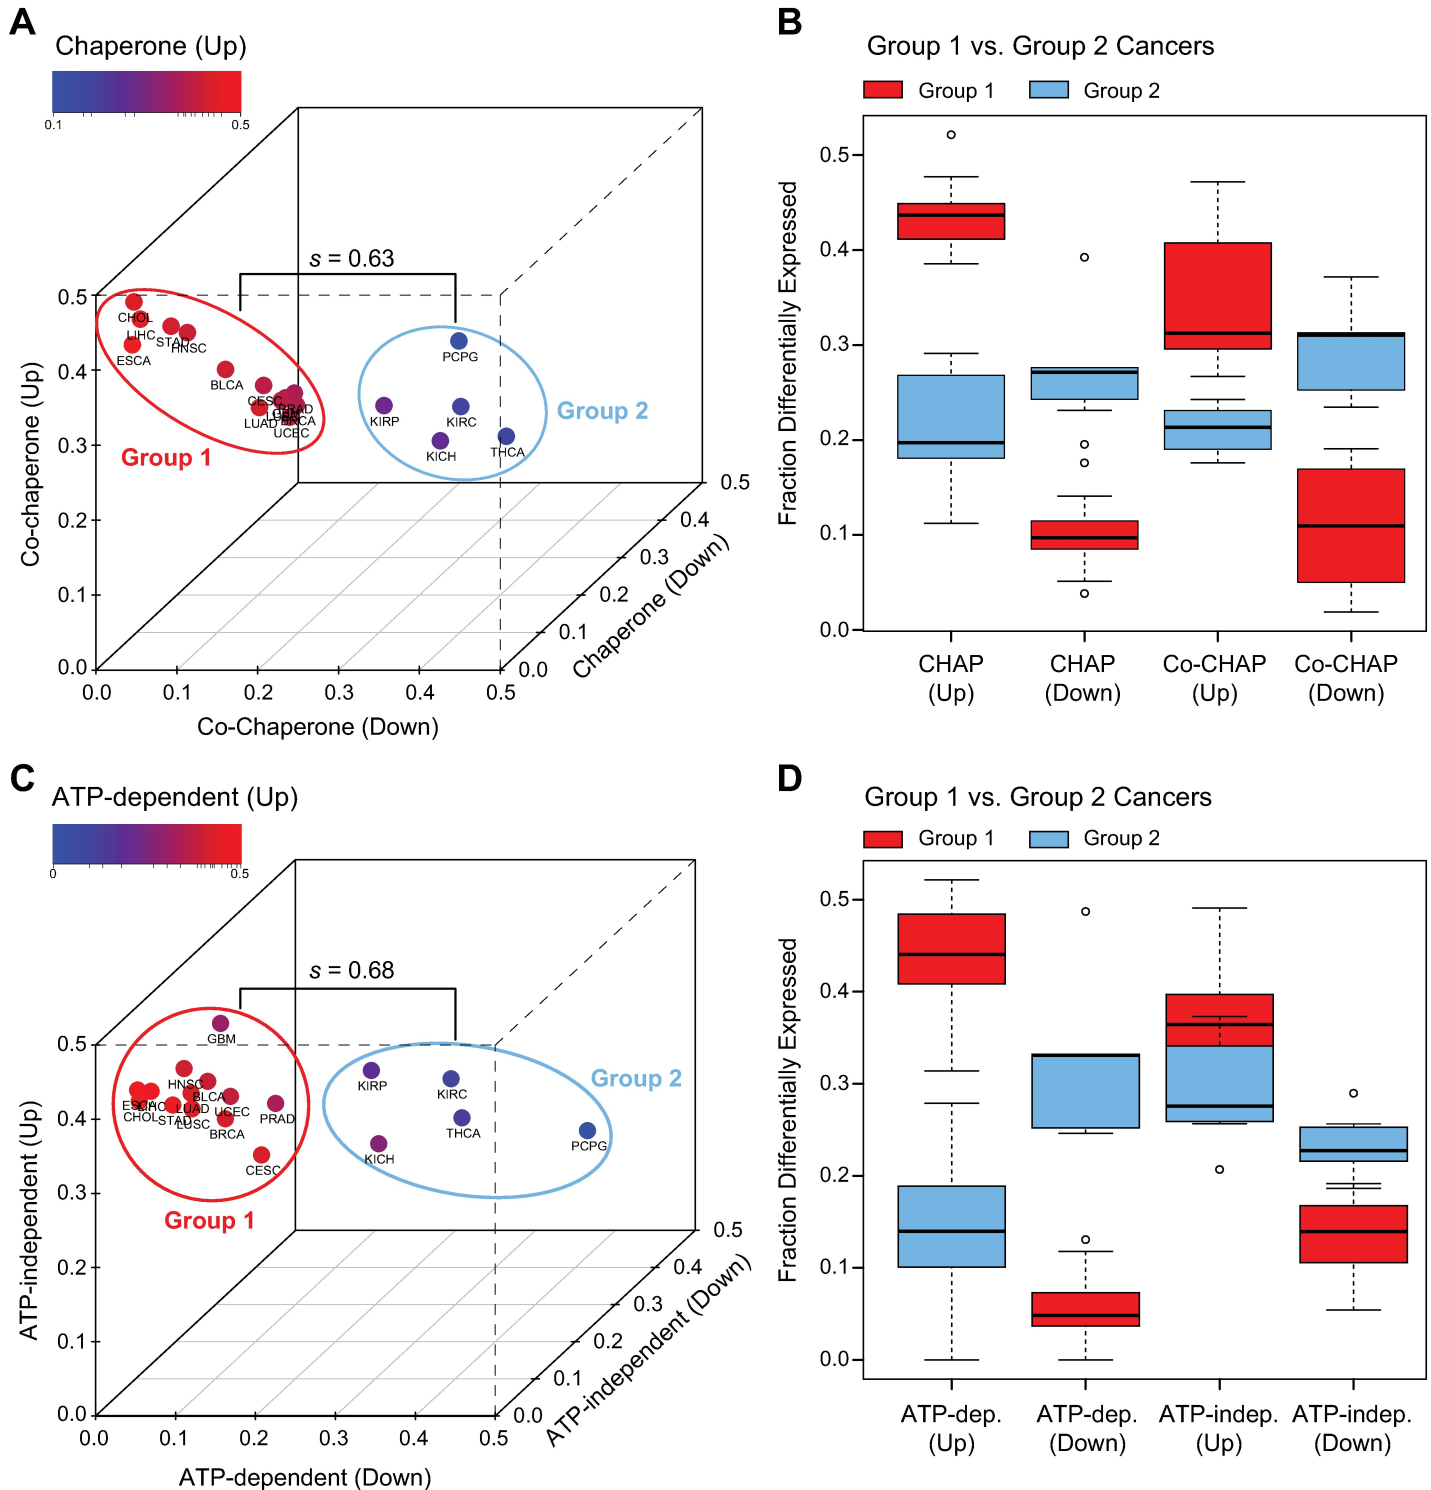 A
Chaperone (Up)
0.1
0.5
s = 0.63
0.5
0.4
0.3
0.2
0.1
0.0
Co-chaperone (Up)
CHOL
LIHC
STAD
HNSC
ESCA
BLCA
CESC
PRAD
LUAD
BRCA
UCEC
Group 1
PCPG
KIRP
KIRC
KICH
THCA
Group 2
0.5
0.4
0.3
0.2
0.1
0.0
Chaperone (Down)
0.0
0.1
0.2
0.3
0.4
0.5
Co-Chaperone (Down)
B
Group 1 vs. Group 2 Cancers
Group 1
Group 2
Fraction Differentially Expressed
0.5
0.4
0.3
0.2
0.1
0.0
CHAP
(Up)
CHAP
(Down)
Co-CHAP
(Up)
Co-CHAP
(Down)
C
ATP-dependent (Up)
0
0.5
s = 0.68
0.5
0.4
0.3
0.2
0.1
0.0
ATP-independent (Up)
GBM
HNSC
BLCA
ESCA
LIHC
LUAD
UCEC
CHOL
STAD
LUSC
PRAD
BRCA
CESC
Group 1
KIRP
KIRC
THCA
KICH
PCPG
Group 2
0.5
0.4
0.3
0.2
0.1
0.0
ATP-independent (Down)
0.0
0.1
0.2
0.3
0.4
0.5
ATP-dependent (Down)
D
Group 1 vs. Group 2 Cancers
Group 1
Group 2
Fraction Differentially Expressed
0.5
0.4
0.3
0.2
0.1
0.0
ATP-dep.
(Up)
ATP-dep.
(Down)
ATP-indep.
(Up)
ATP-indep.
(Down)